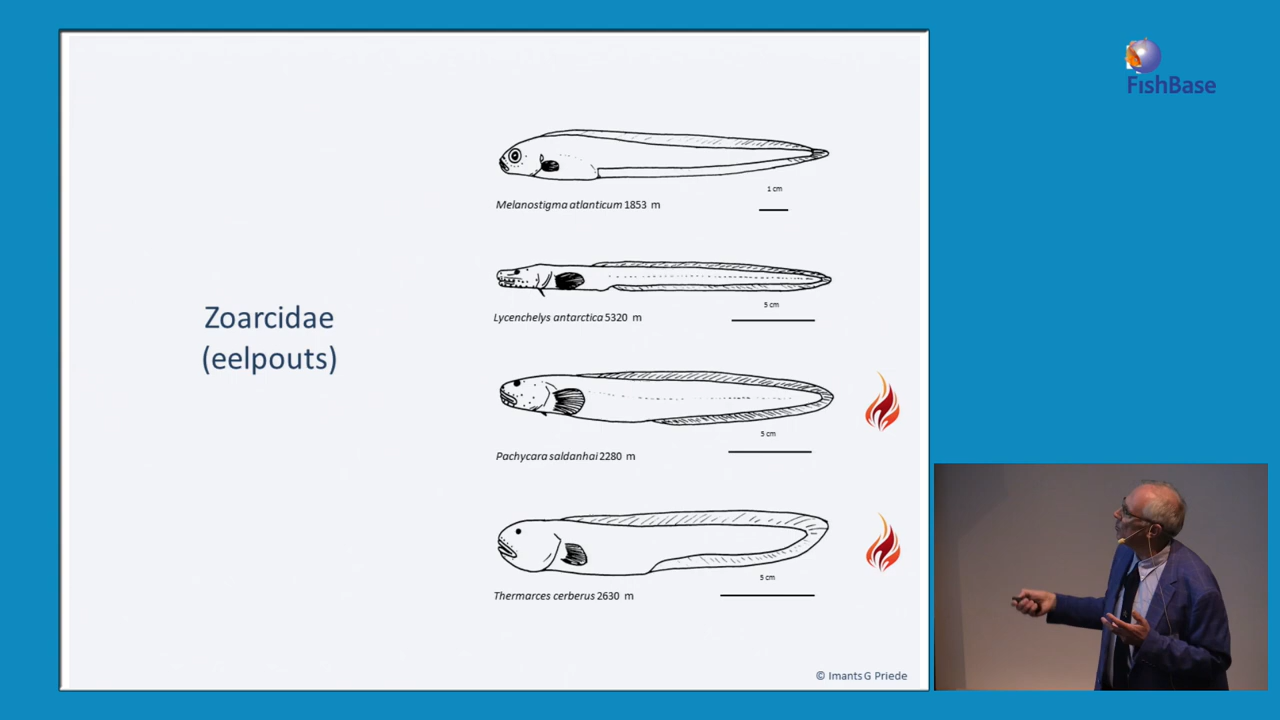 FishBase
1 cm
Melanostigma atlanticum 1853 m
5 cm
Lycenchelys antarctica 5320 m
Zoarcidae
(eelpouts)
5 cm
Pachycara saldanhai 2280 m
5 cm
Thermarces cerberus 2630 m
© Imants G Priede